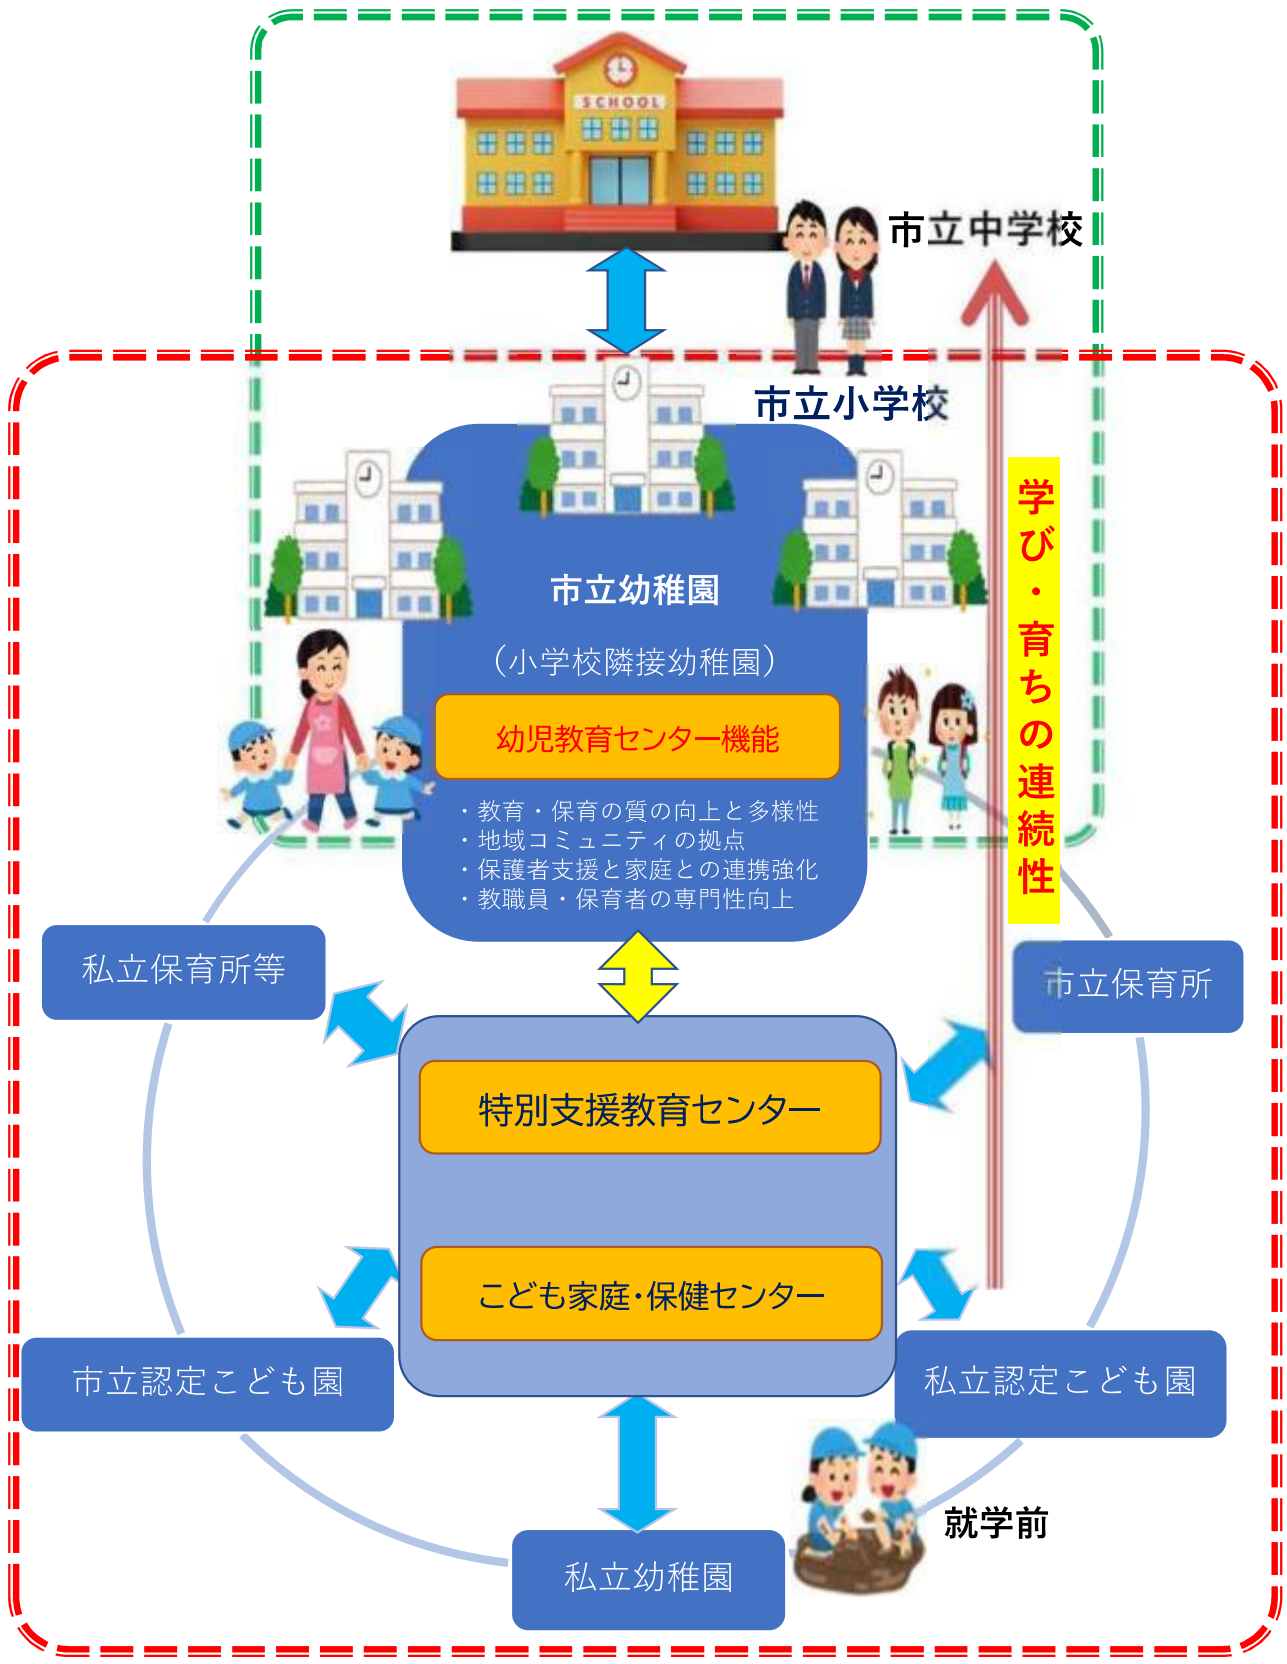 SCHOOL
市立中学校
市立小学校
学び・育ちの連続性
市立幼稚園
（小学校隣接幼稚園）
幼児教育センター機能
・教育・保育の質の向上と多様性
・地域コミュニティの拠点
・保護者支援と家庭との連携強化
・教職員・保育者の専門性向上
私立保育所等
市立保育所
特別支援教育センター
こども家庭・保健センター
市立認定こども園
私立認定こども園
就学前
私立幼稚園